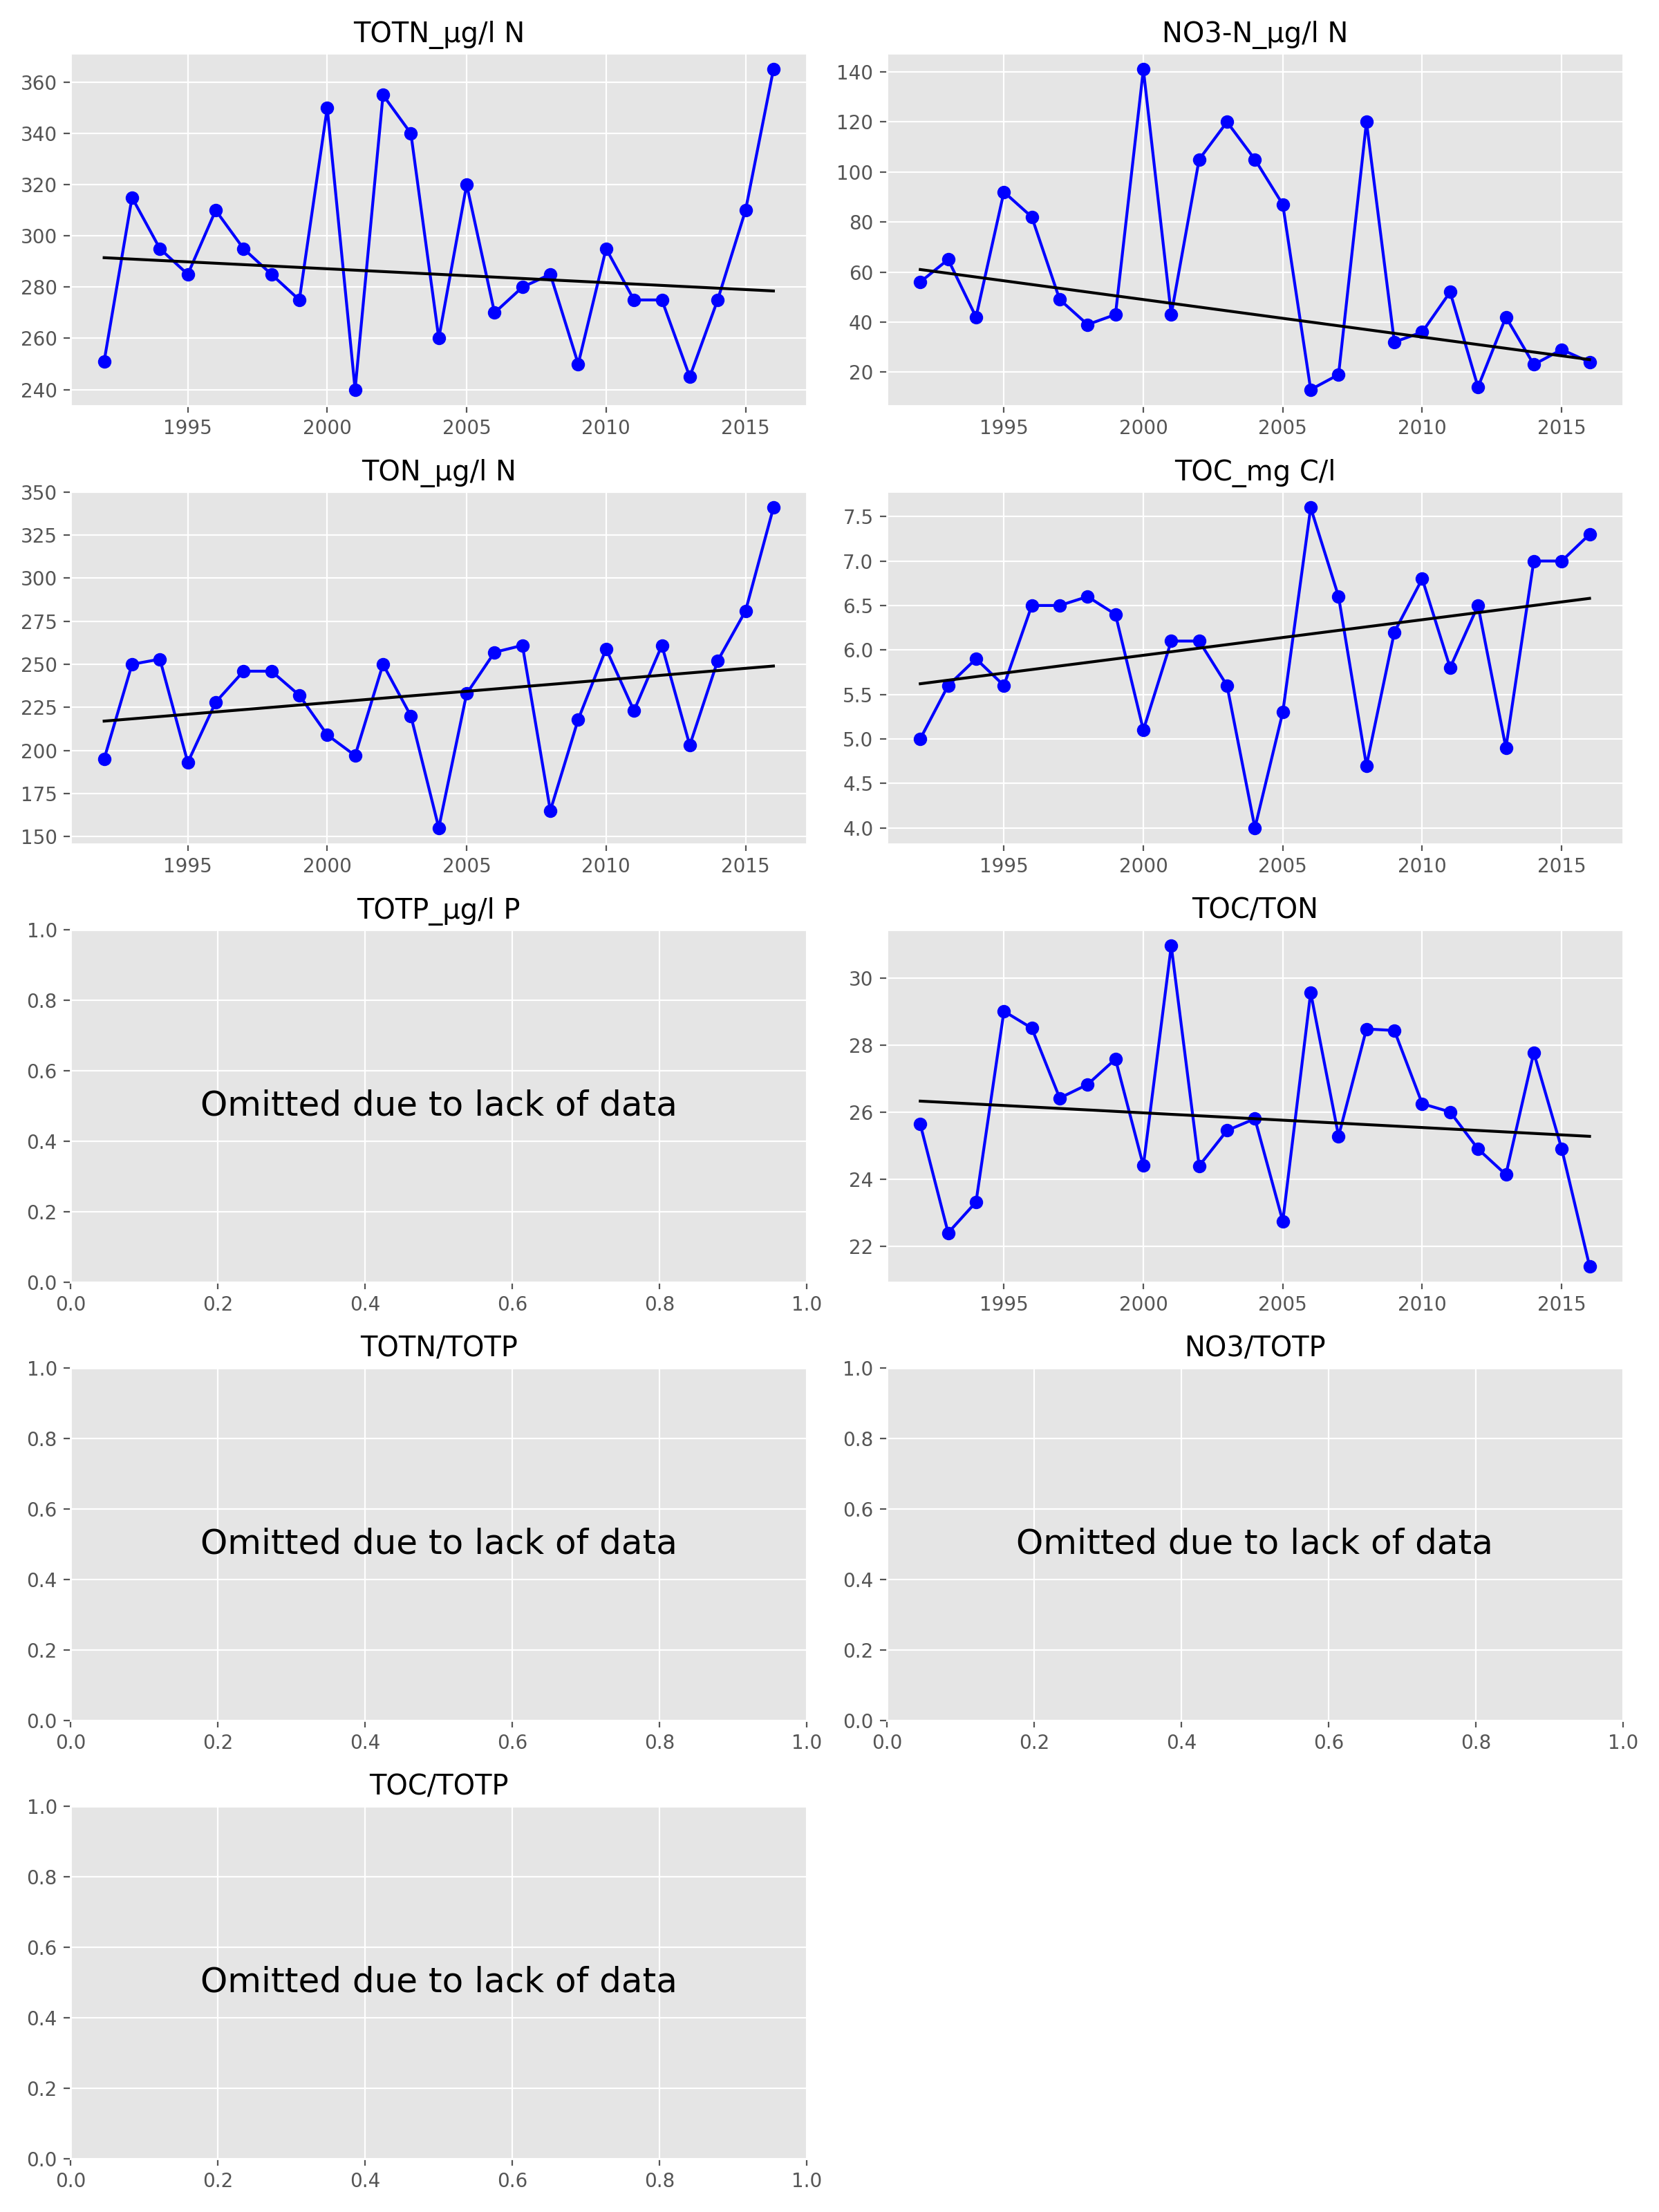 TOTN_µg/l N
360
340
320
300
280
260
240
1995 2000 2005 2010 2015
NO3-N_µg/l N
140
120
100
80
60
40
20
1995 2000 2005 2010 2015
TON_µg/l N
350
325
300
275
250
225
200
175
150
1995 2000 2005 2010 2015
TOC_mg C/l
7.5
7.0
6.5
6.0
5.5
5.0
4.5
4.0
1995 2000 2005 2010 2015
TOTP_µg/l P
1.0
0.8
0.6
Omitted due to lack of data
0.4
0.2
0.0
0.0 0.2 0.4 0.6 0.8 1.0
TOC/TON
30
28
26
24
22
1995 2000 2005 2010 2015
TOTN/TOTP
1.0
0.8
0.6
Omitted due to lack of data
0.4
0.2
0.0
0.0 0.2 0.4 0.6 0.8 1.0
NO3/TOTP
1.0
0.8
0.6
Omitted due to lack of data
0.4
0.2
0.0
0.0 0.2 0.4 0.6 0.8 1.0
TOC/TOTP
1.0
0.8
0.6
Omitted due to lack of data
0.4
0.2
0.0
0.0 0.2 0.4 0.6 0.8 1.0